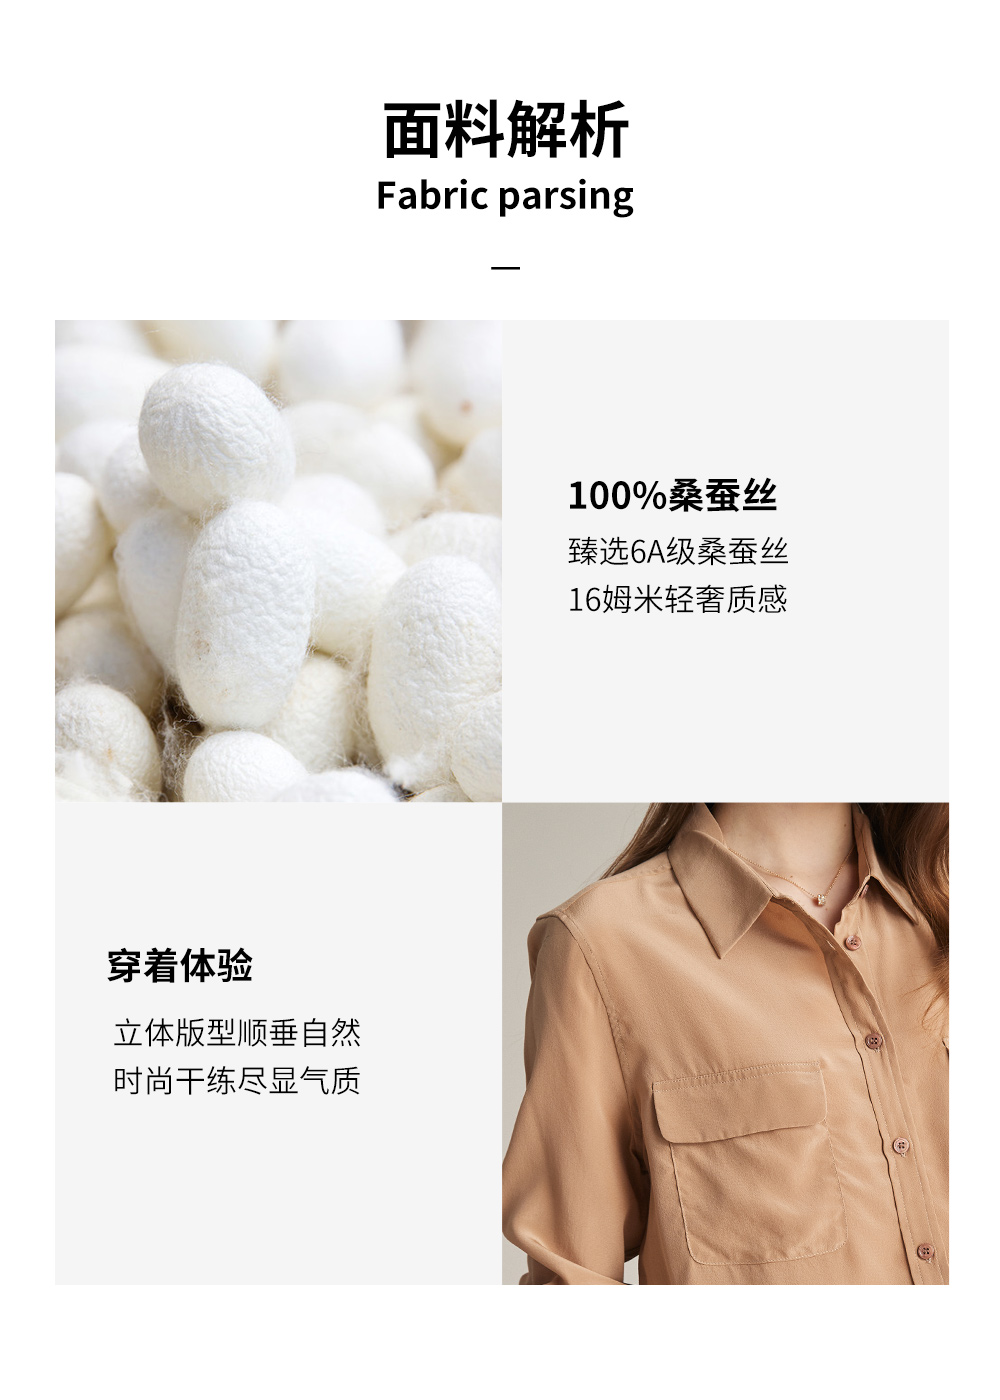 面料解析
Fabric parsing
100%桑蚕丝
臻选6A级桑蚕丝
16姆米轻奢质感
穿着体验
立体版型顺垂自然
时尚干练尽显气质